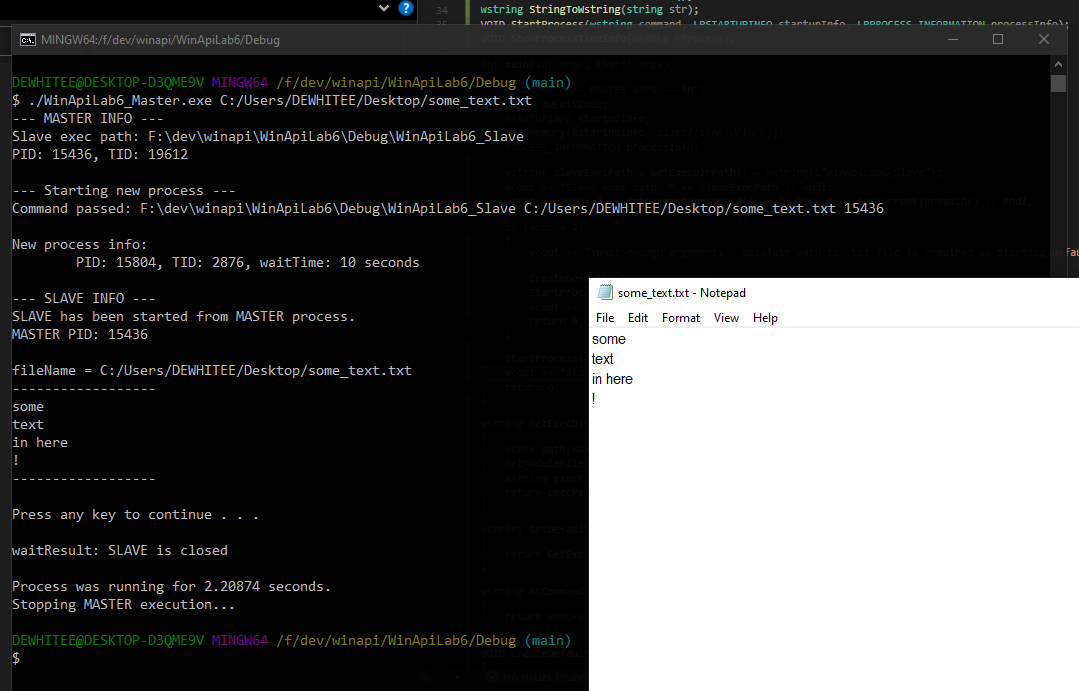 34 wstring StringToWstring(string str);
VOID StartProcess(wstring command, LPSTARTUPINFO startupInfo, LPPROCESS_INFORMATION processInfo);
MINGW64:/f/dev/winapi/WinApiLab6/Debug
DEWHITEE@DESKTOP-D3QME9V MINGW64 /f/dev/winapi/WinApiLab6/Debug (main)
$ ./WinApiLab6_Master.exe C:/Users/DEWHITEE/Desktop/some_text.txt
--- MASTER INFO ---
Slave exec path: F:\dev\winapi\WinApiLab6\Debug\WinApiLab6_Slave
PID: 15436, TID: 19612
--- Starting new process ---
Command passed: F:\dev\winapi\WinApiLab6\Debug\WinApiLab6_Slave C:/Users/DEWHITEE/Desktop/some_text.txt 15436
New process info:
PID: 15804, TID: 2876, waitTime: 10 seconds
--- SLAVE INFO ---
SLAVE has been started from MASTER process.
MASTER PID: 15436
fileName = C:/Users/DEWHITEE/Desktop/some_text.txt
------------------
some
text
in here
!
------------------
Press any key to continue . . .
waitResult: SLAVE is closed
Process was running for 2.20874 seconds.
Stopping MASTER execution...
DEWHITEE@DESKTOP-D3QME9V MINGW64 /f/dev/winapi/WinApiLab6/Debug (main)
$
some_text.txt - Notepad
File Edit Format View Help
some
text
in here
!